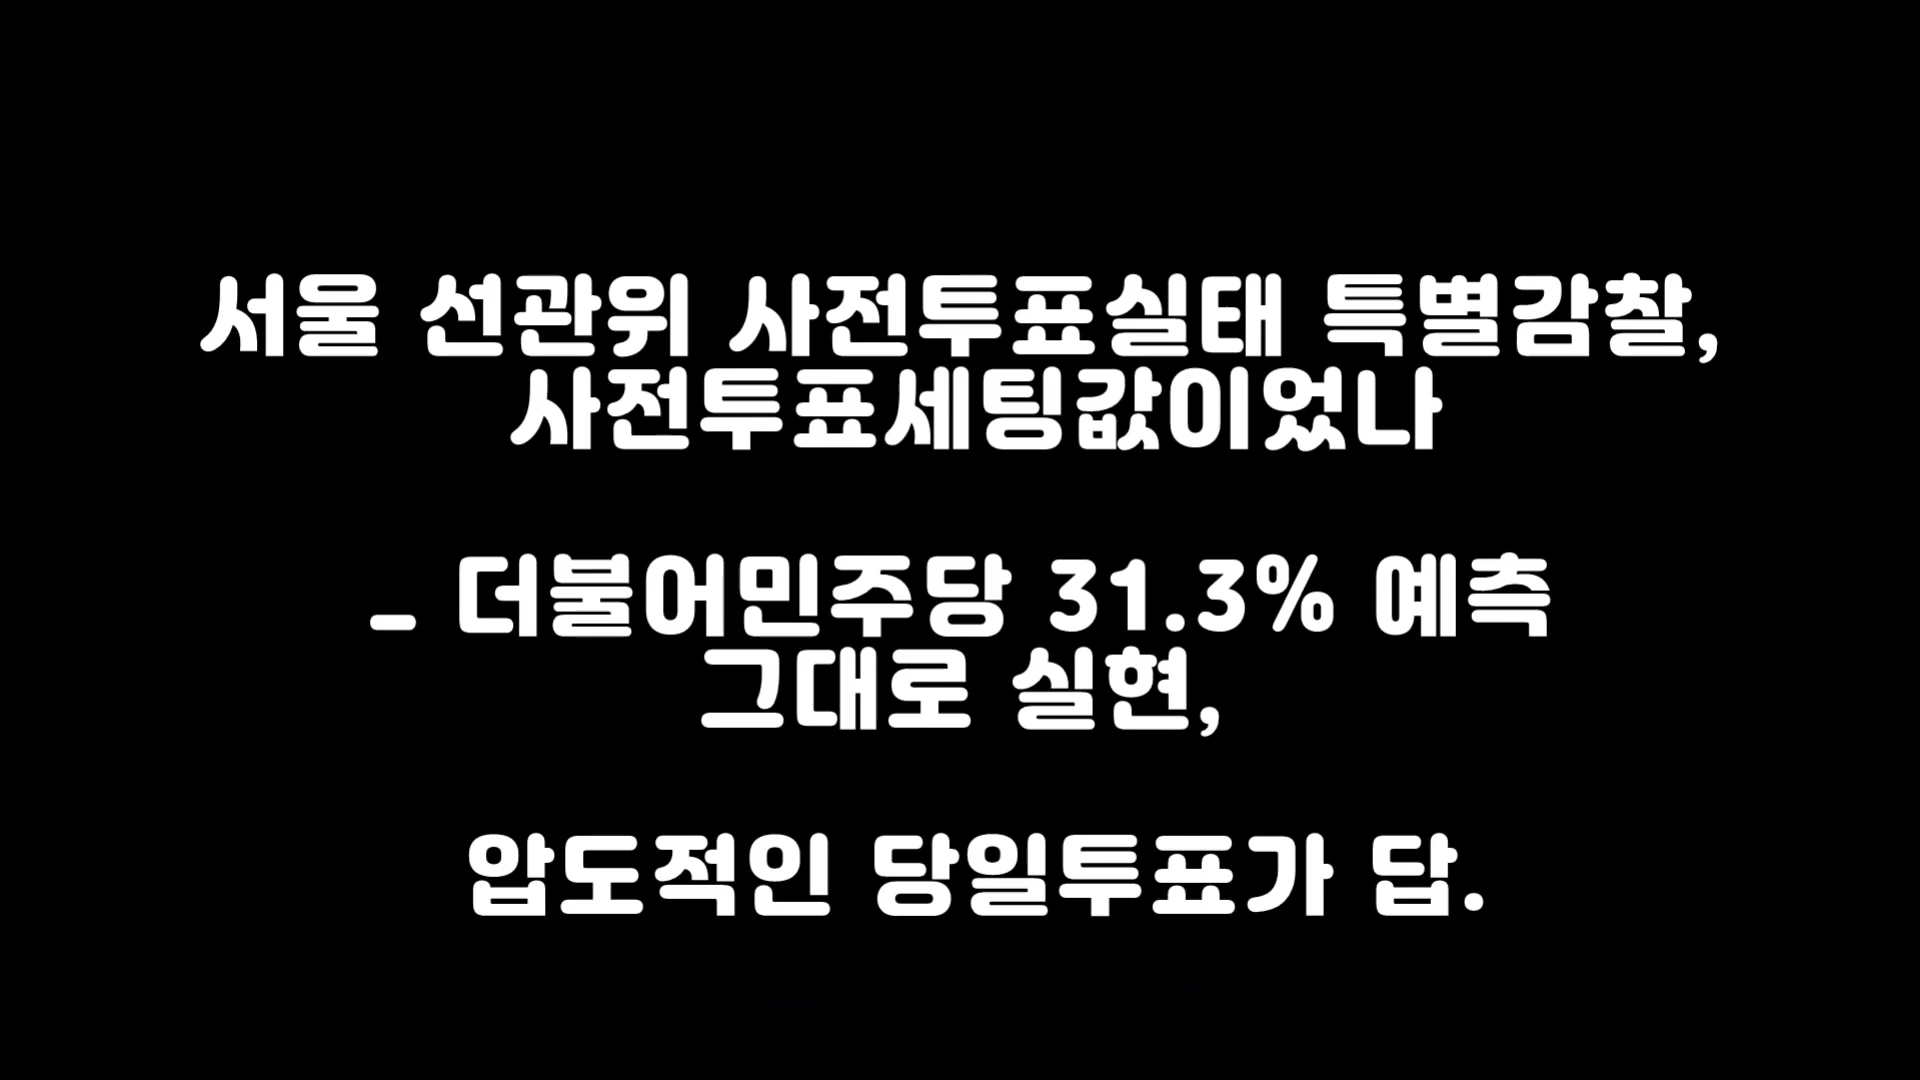 서울 선관위 사전투표실태 특별감찰,
사전투표세팅값이었나
- 더불어민주당 31.3% 예측
그대로 실현,
압도적인 당일투표가 답.